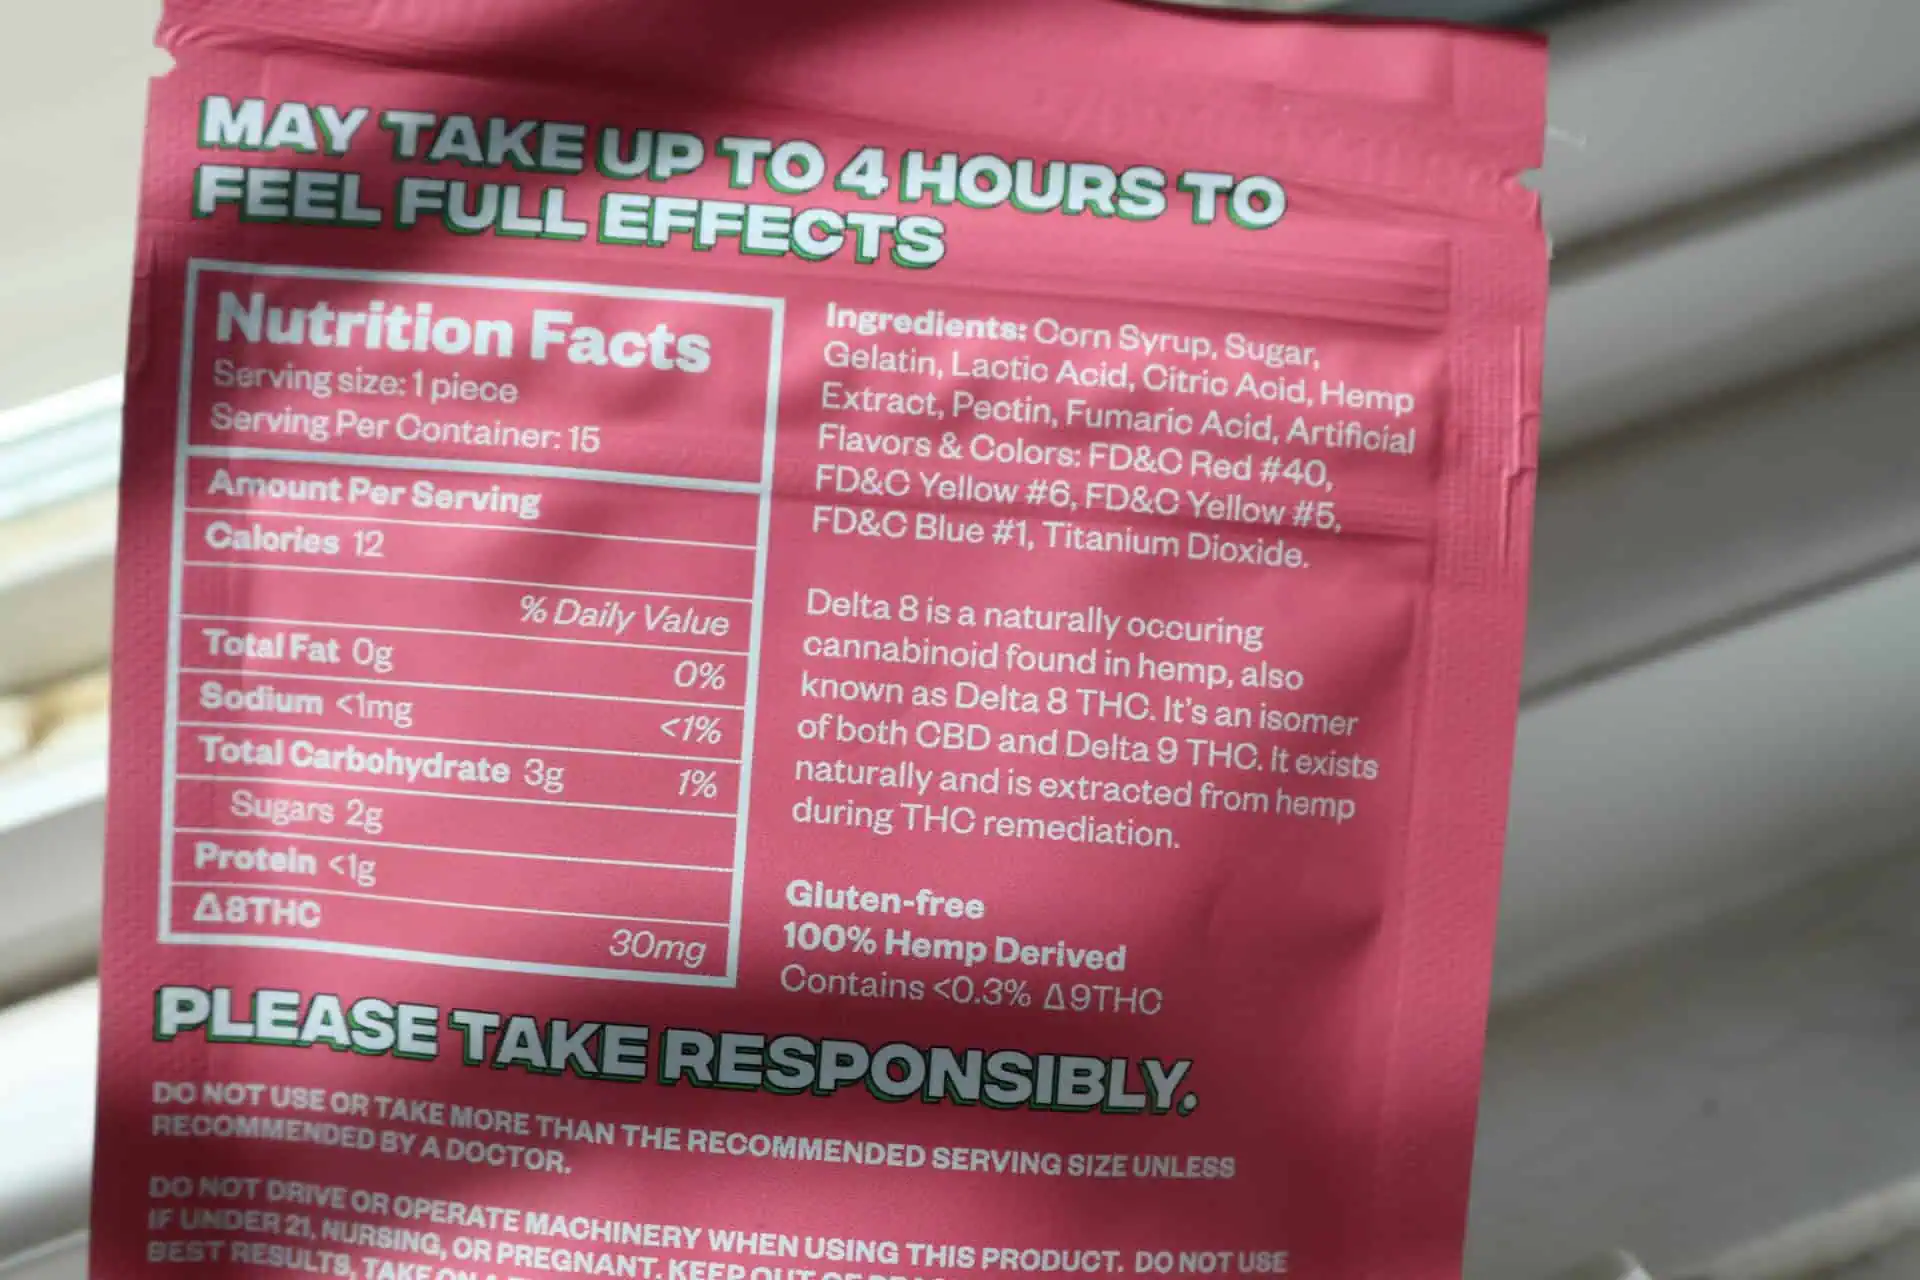 MAY TAKE UP TO 4 HOURS TO
FEEL FULL EFFECTS
Nutrition Facts
Serving size: 1 piece
Serving Per Container: 15
Amount Per Serving
Calories 12
% Daily Value
Total Fat 0g 0%
Sodium <1mg <1%
Total Carbohydrate 3g 1%
Sugars 2g
Protein <1g
Δ8THC 30mg
Ingredients: Corn Syrup, Sugar,
Gelatin, Lactic Acid, Citric Acid, Hemp
Extract, Pectin, Fumaric Acid, Artificial
Flavors & Colors: FD&C Red #40,
FD&C Yellow #6, FD&C Yellow #5,
FD&C Blue #1, Titanium Dioxide.
Delta 8 is a naturally occuring
cannabinoid found in hemp, also
known as Delta 8 THC. It's an isomer
of both CBD and Delta 9 THC. It exists
naturally and is extracted from hemp
during THC remediation.
Gluten-free
100% Hemp Derived
Contains <0.3% Δ9THC
PLEASE TAKE RESPONSIBLY.
DO NOT USE OR TAKE MORE THAN THE RECOMMENDED SERVING SIZE UNLESS
RECOMMENDED BY A DOCTOR.
DO NOT DRIVE OR OPERATE MACHINERY WHEN USING THIS PRODUCT. DO NOT USE
IF UNDER 21, NURSING, OR PREGNANT. KEEP OUT OF
BEST RESULTS, TAKE ON